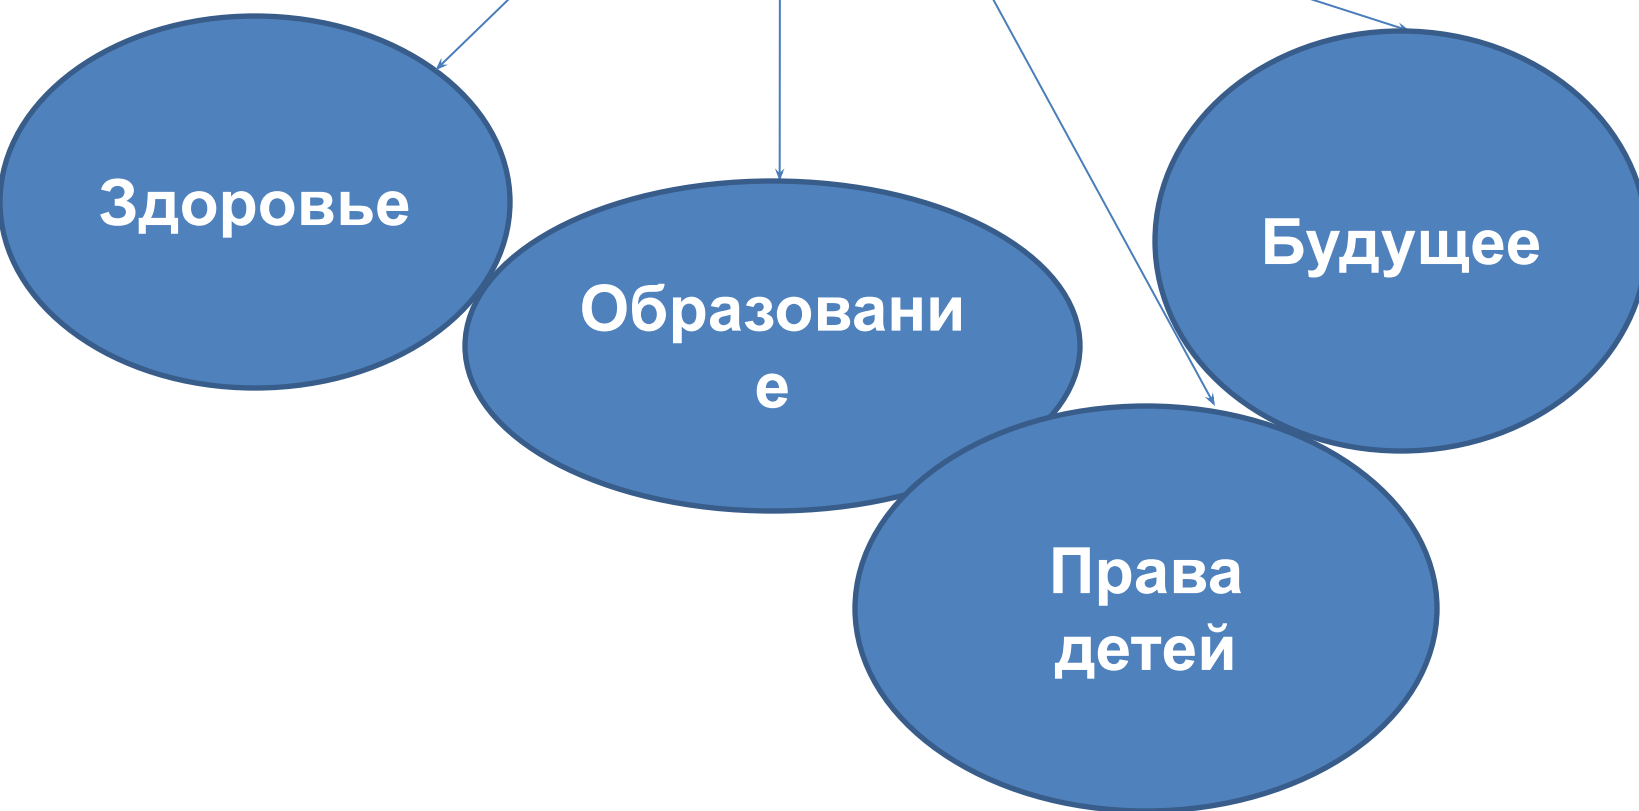 Здоровье
Образовани
е
Будущее
Права
детей